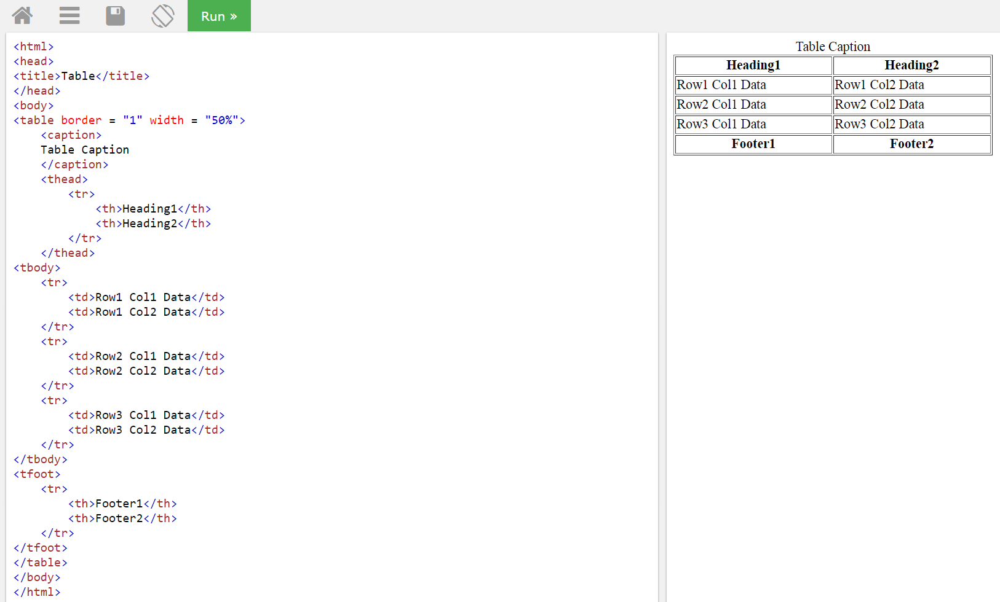 Run »
<html>
<head>
<title>Table</title>
</head>
<body>
<table border = "1" width = "50%">
    <caption>
    Table Caption
    </caption>
    <thead>
        <tr>
            <th>Heading1</th>
            <th>Heading2</th>
        </tr>
    </thead>
<tbody>
    <tr>
        <td>Row1 Col1 Data</td>
        <td>Row1 Col2 Data</td>
    </tr>
    <tr>
        <td>Row2 Col1 Data</td>
        <td>Row2 Col2 Data</td>
    </tr>
    <tr>
        <td>Row3 Col1 Data</td>
        <td>Row3 Col2 Data</td>
    </tr>
</tbody>
<tfoot>
    <tr>
        <th>Footer1</th>
        <th>Footer2</th>
    </tr>
</tfoot>
</table>
</body>
</html>
Table Caption
Heading1 Heading2
Row1 Col1 Data Row1 Col2 Data
Row2 Col1 Data Row2 Col2 Data
Row3 Col1 Data Row3 Col2 Data
Footer1 Footer2